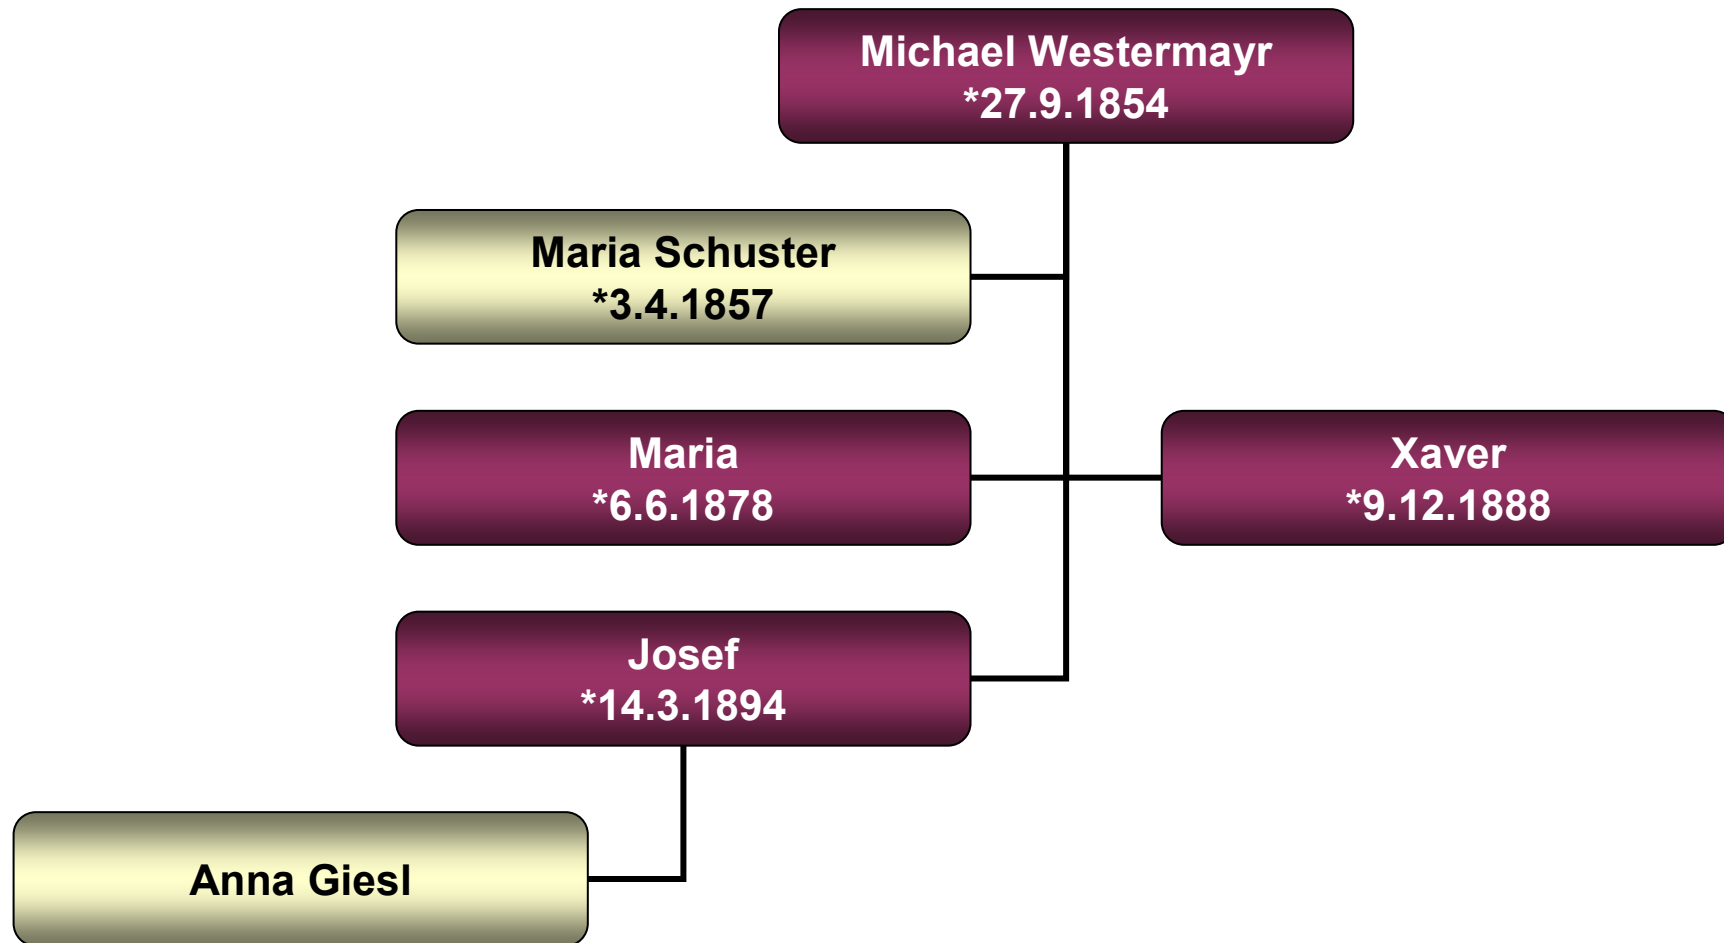 Michael Westermayr
*27.9.1854
Maria Schuster
*3.4.1857
Maria
*6.6.1878
Xaver
*9.12.1888
Josef
*14.3.1894
Anna Giesl